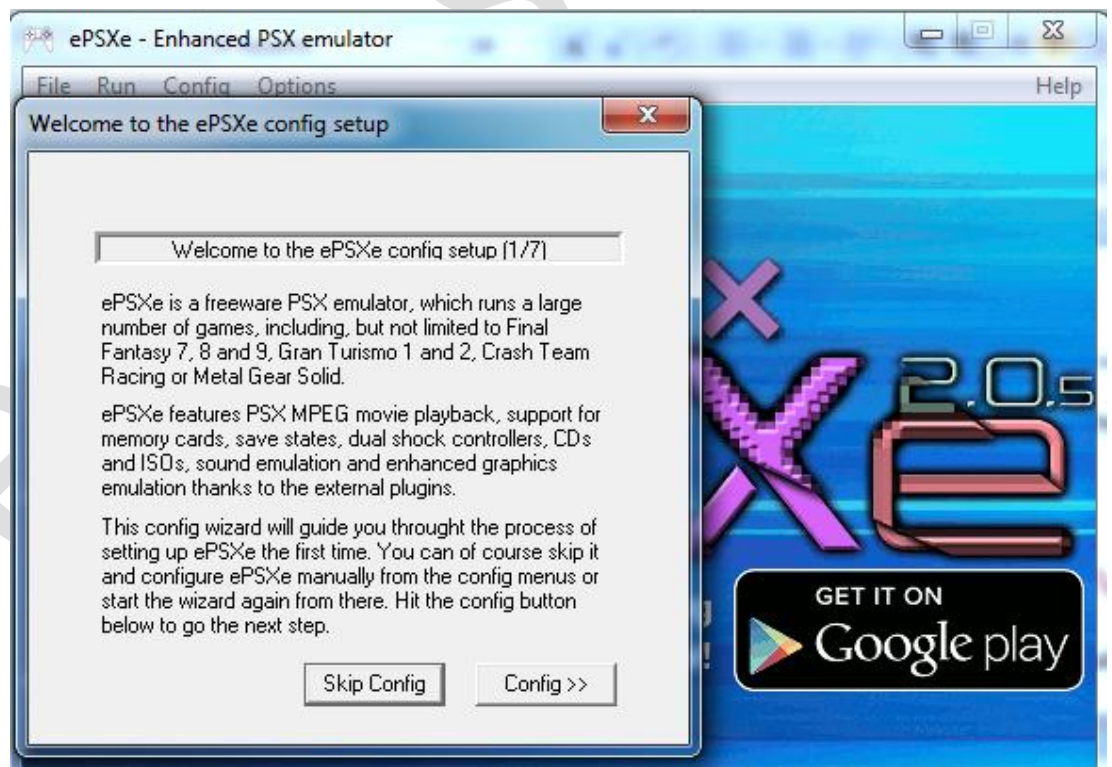 ePSXe - Enhanced PSX emulator
File Run Config Options Help
Welcome to the ePSXe config setup
Welcome to the ePSXe config setup (1/7)
ePSXe is a freeware PSX emulator, which runs a large
number of games, including, but not limited to Final
Fantasy 7, 8 and 9, Gran Turismo 1 and 2, Crash Team
Racing or Metal Gear Solid.
ePSXe features PSX MPEG movie playback, support for
memory cards, save states, dual shock controllers, CDs
and ISOs, sound emulation and enhanced graphics
emulation thanks to the external plugins.
This config wizard will guide you throught the process of
setting up ePSXe the first time. You can of course skip it
and configure ePSXe manually from the config menus or
start the wizard again from there. Hit the config button
below to go the next step.
Skip Config Config >>
Xe 2.0.5
GET IT ON
Google play